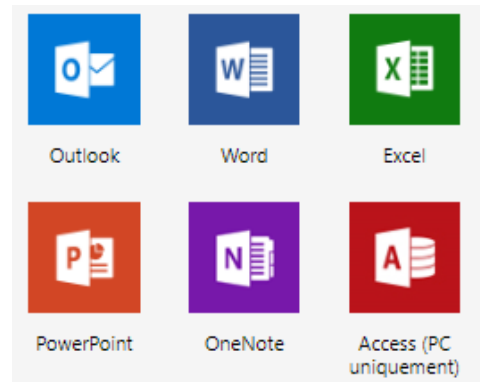 O
W
X
Outlook
Word
Excel
P
N
A
PowerPoint
OneNote
Access (PC
uniquement)